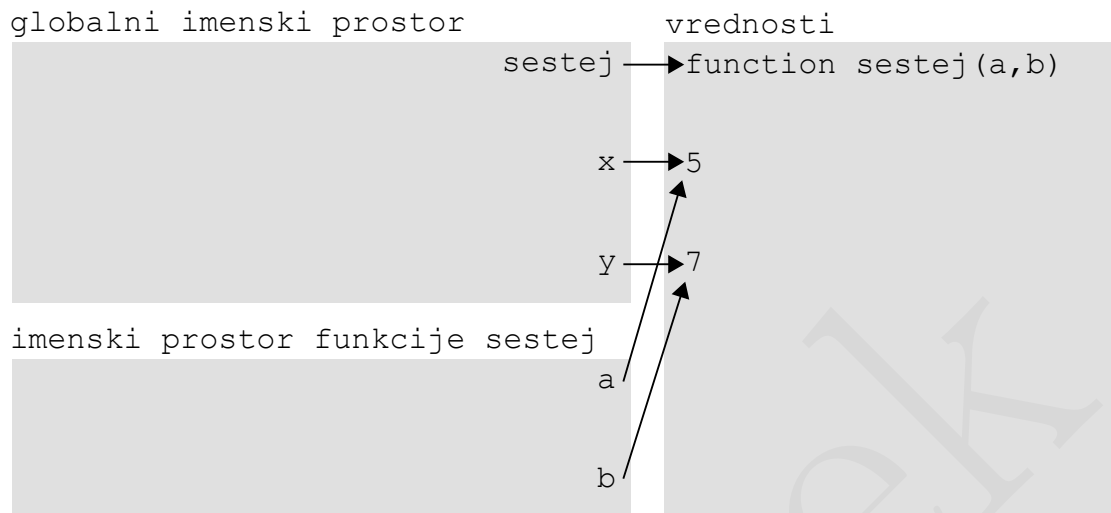 globalni imenski prostor
vrednosti
sestej function sestej(a,b)
x 5
y 7
imenski prostor funkcije sestej
a
b